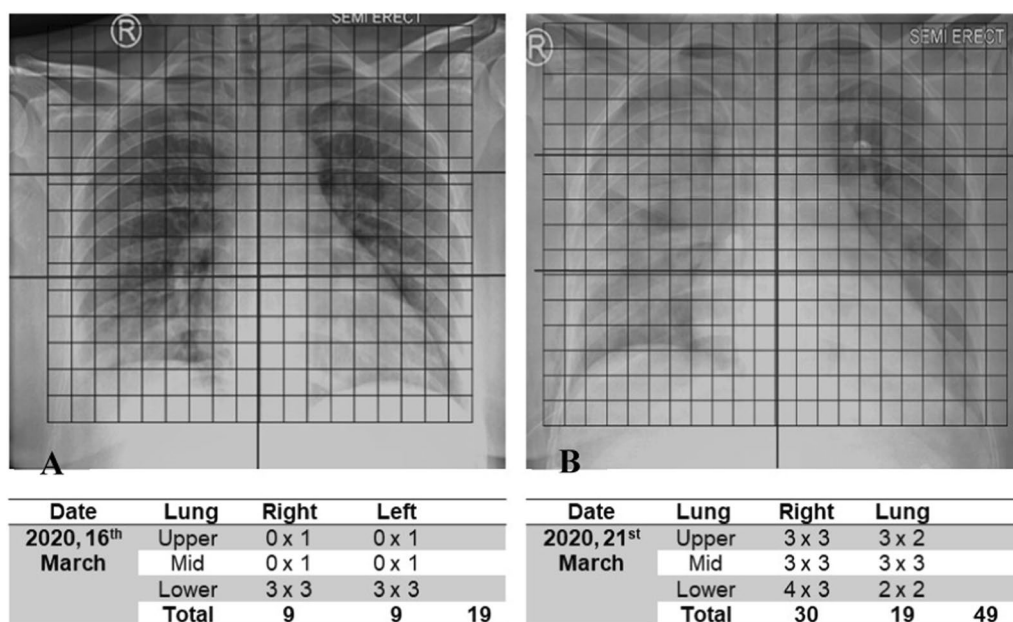 R SEMI ERECT
R SEMI ERECT
A
B
Date Lung Right Left
2020, 16th Upper 0 x 1 0 x 1
March Mid 0 x 1 0 x 1
Lower 3 x 3 3 x 3
Total 9 9 19
Date Lung Right Lung
2020, 21st Upper 3 x 3 3 x 2
March Mid 3 x 3 3 x 3
Lower 4 x 3 2 x 2
Total 30 19 49